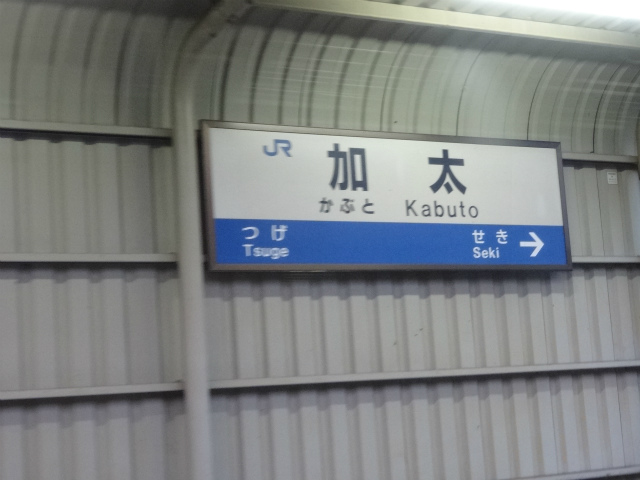 JR
加太
かぶと Kabuto
つげ せき →
Tsuge Seki